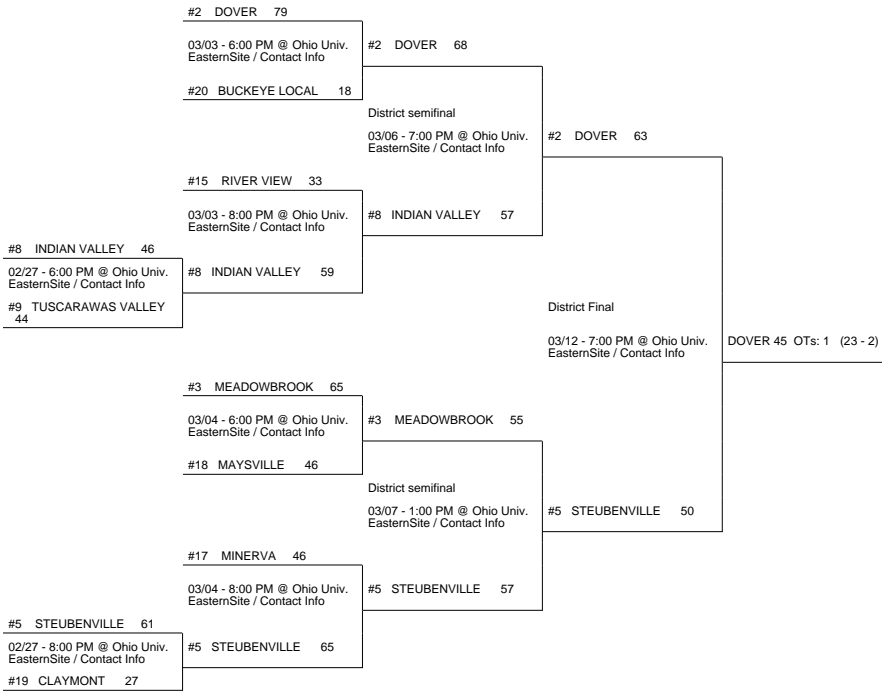 #2 DOVER 79
03/03 - 6:00 PM @ Ohio Univ.
EasternSite / Contact Info
#20 BUCKEYE LOCAL 18
#2 DOVER 68
District semifinal
03/06 - 7:00 PM @ Ohio Univ.
EasternSite / Contact Info
#2 DOVER 63
#15 RIVER VIEW 33
03/03 - 8:00 PM @ Ohio Univ.
EasternSite / Contact Info
#8 INDIAN VALLEY 57
#8 INDIAN VALLEY 46
02/27 - 6:00 PM @ Ohio Univ.
EasternSite / Contact Info
#9 TUSCARAWAS VALLEY
44
#8 INDIAN VALLEY 59
District Final
03/12 - 7:00 PM @ Ohio Univ.
EasternSite / Contact Info
DOVER 45 OTs: 1 (23 - 2)
#3 MEADOWBROOK 65
03/04 - 6:00 PM @ Ohio Univ.
EasternSite / Contact Info
#18 MAYSVILLE 46
#3 MEADOWBROOK 55
District semifinal
03/07 - 1:00 PM @ Ohio Univ.
EasternSite / Contact Info
#5 STEUBENVILLE 50
#17 MINERVA 46
03/04 - 8:00 PM @ Ohio Univ.
EasternSite / Contact Info
#5 STEUBENVILLE 57
#5 STEUBENVILLE 61
02/27 - 8:00 PM @ Ohio Univ.
EasternSite / Contact Info
#19 CLAYMONT 27
#5 STEUBENVILLE 65